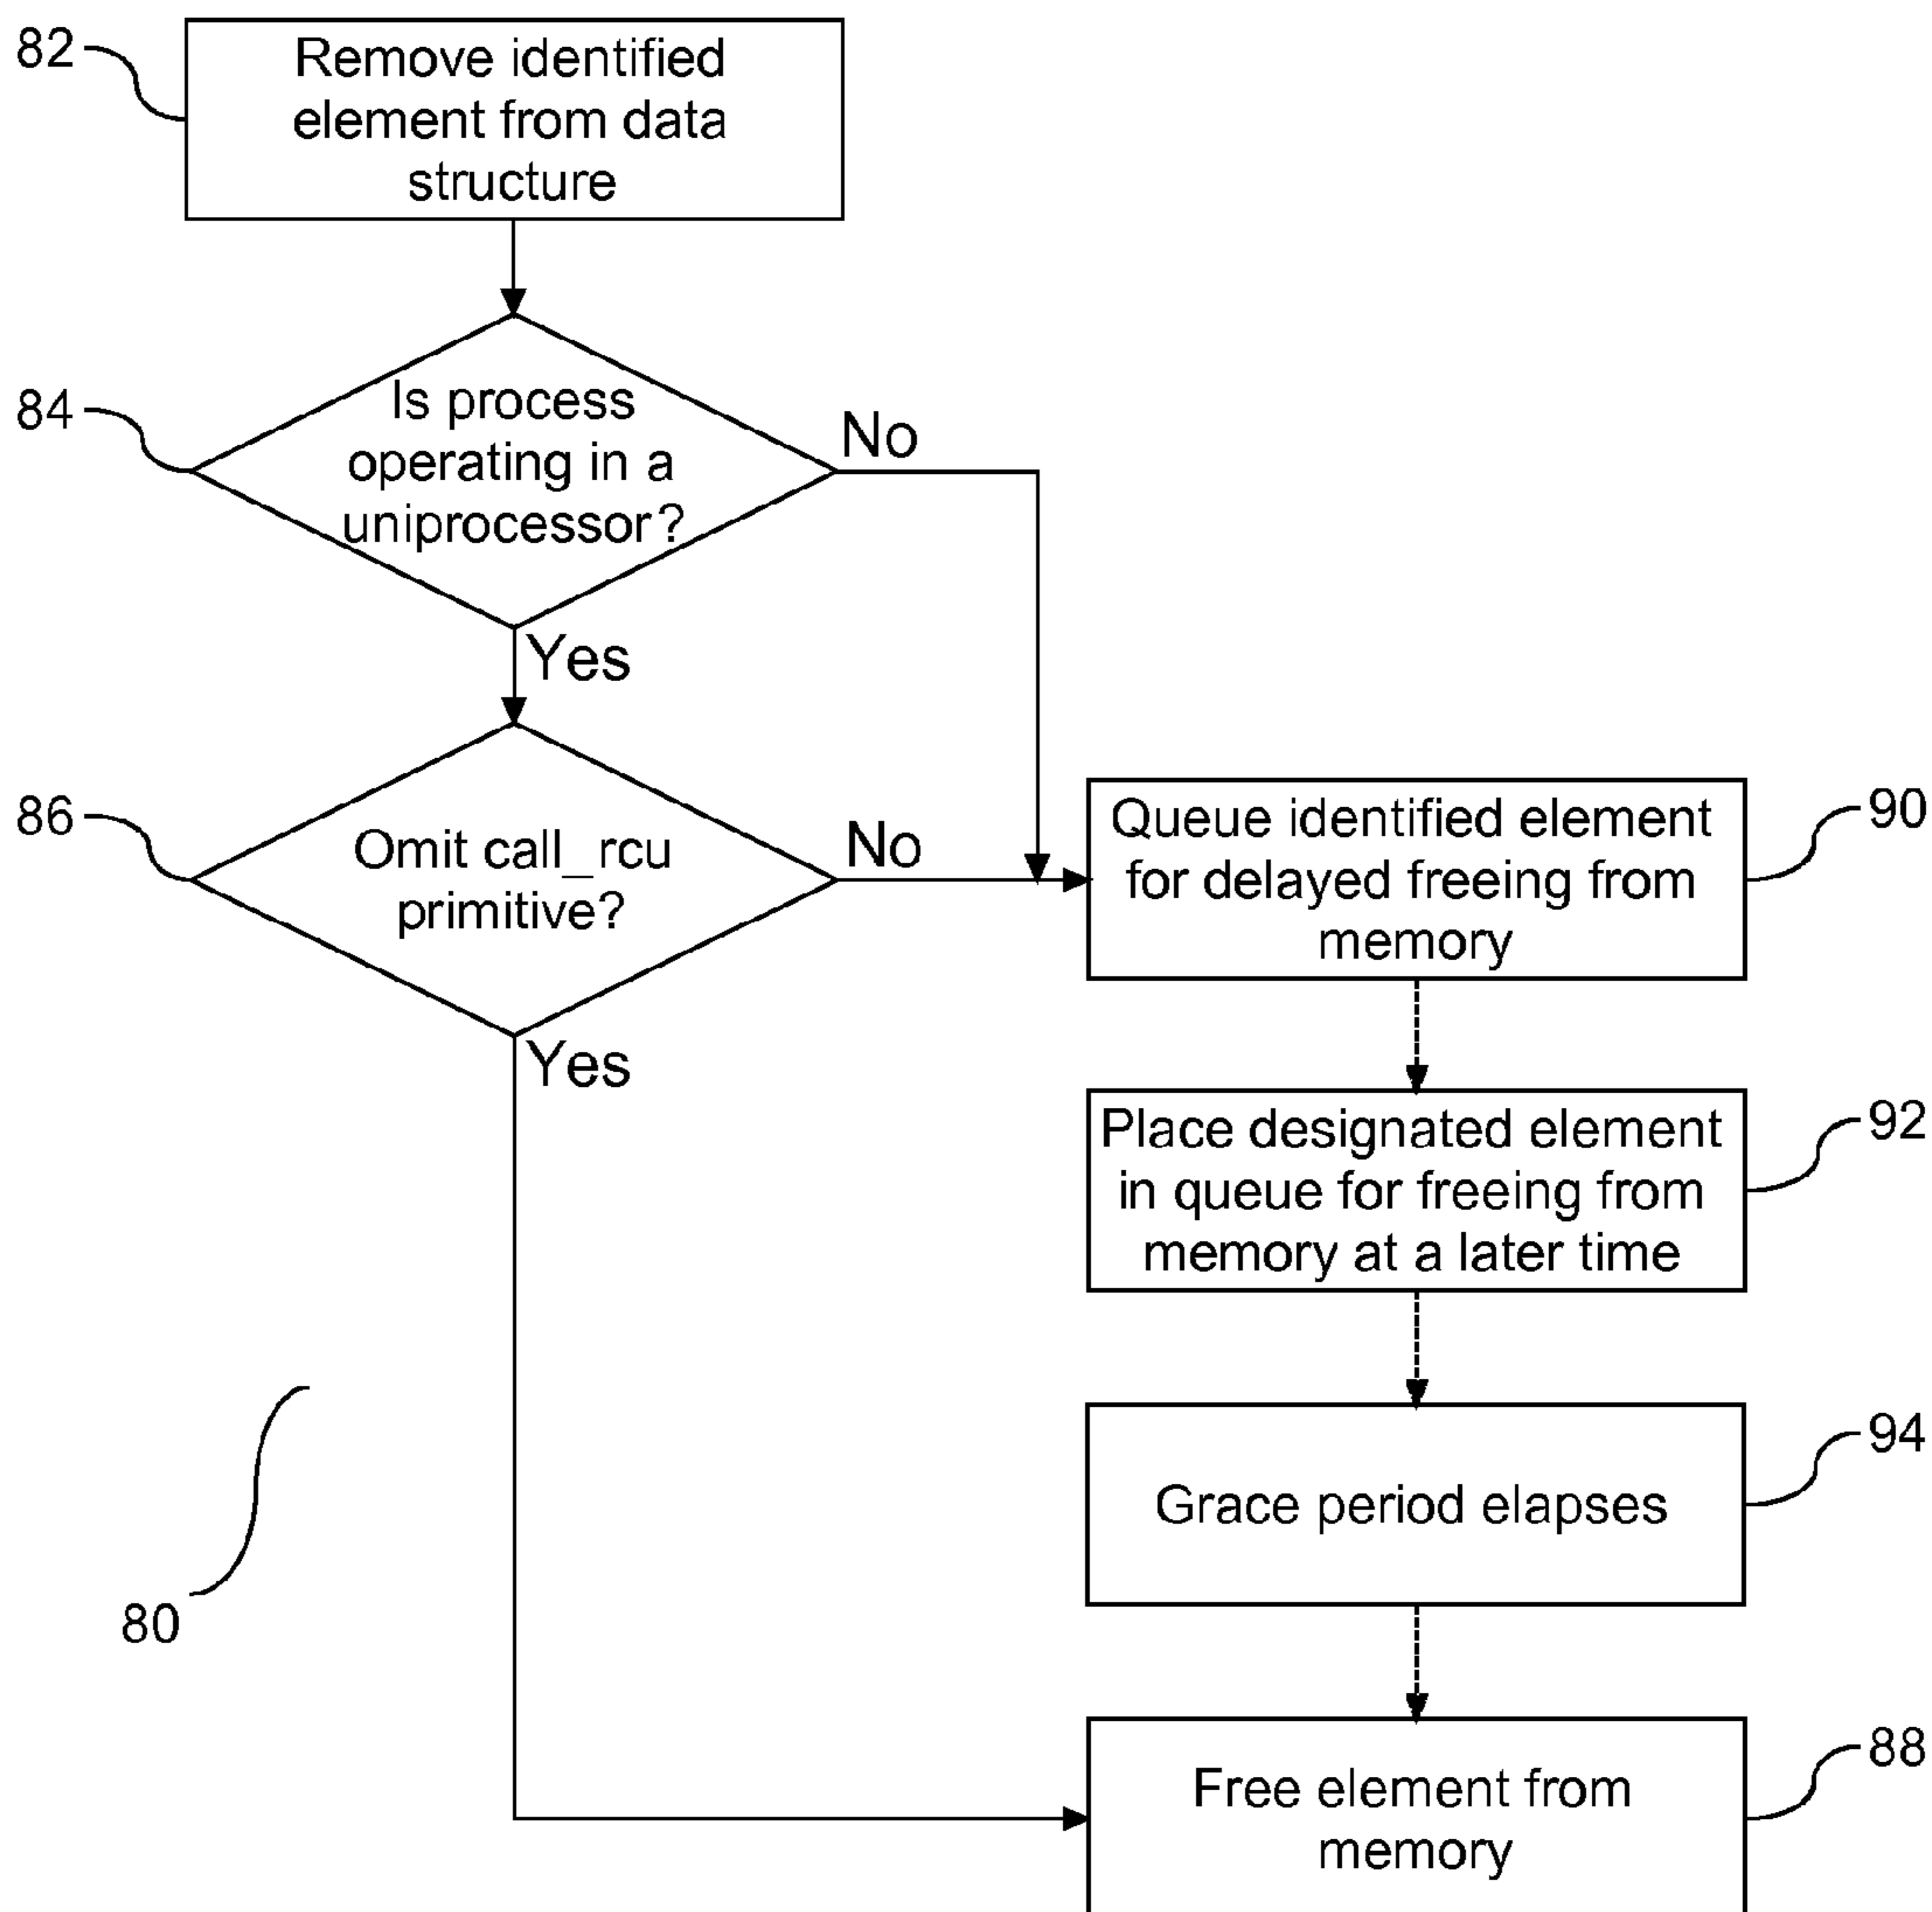 82
Remove identified
element from data
structure
84
Is process
operating in a
uniprocessor?
No
Yes
86
Omit call_rcu
primitive?
No
Yes
Queue identified element
for delayed freeing from
memory
90
Place designated element
in queue for freeing from
memory at a later time
92
Grace period elapses
94
80
Free element from
memory
88